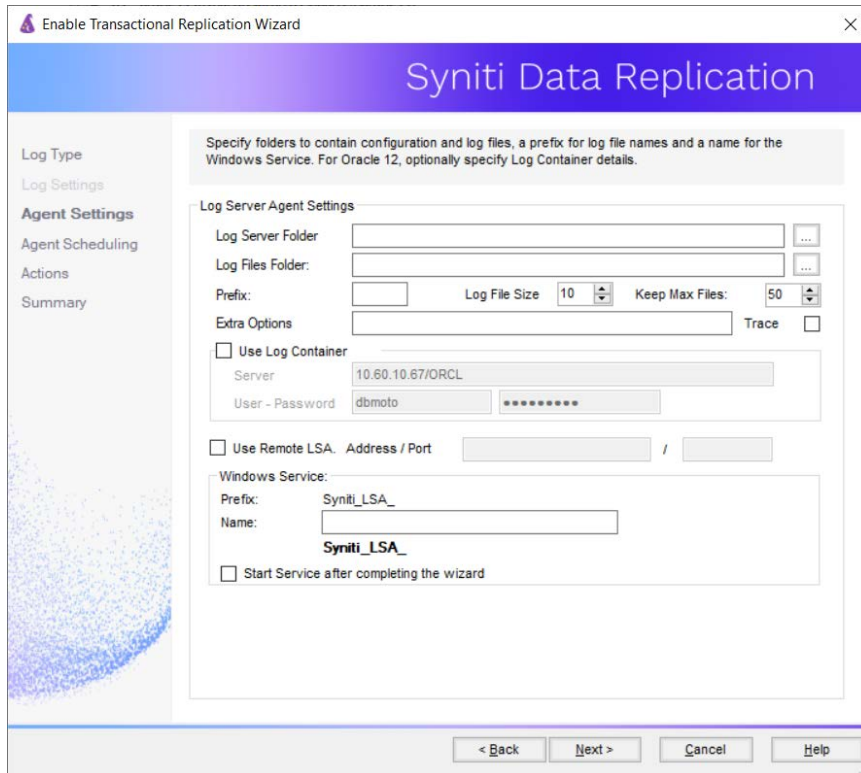 Enable Transactional Replication Wizard
Syniti Data Replication
Log Type
Log Settings
Agent Settings
Agent Scheduling
Actions
Summary
Specify folders to contain configuration and log files, a prefix for log file names and a name for the
Windows Service. For Oracle 12, optionally specify Log Container details.
Log Server Agent Settings
Log Server Folder ...
Log Files Folder: ...
Prefix: Log File Size 10 Keep Max Files: 50
Extra Options Trace
Use Log Container
Server 10.60.10.67/ORCL
User - Password dbmoto •••••••••
Use Remote LSA. Address / Port /
Windows Service:
Prefix: Syniti_LSA_
Name:
Syniti_LSA_
Start Service after completing the wizard
< Back Next > Cancel Help